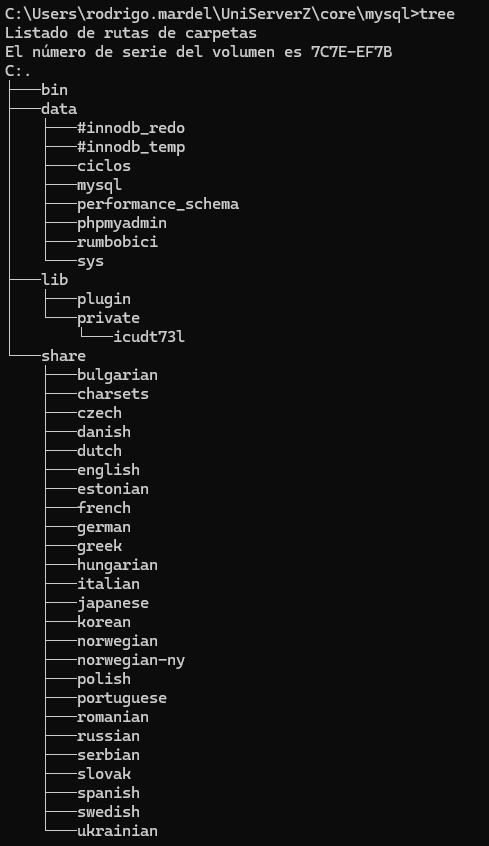 C:\Users\rodrigo.mardel\UniServerZ\core\mysql>tree
Listado de rutas de carpetas
El número de serie del volumen es 7C7E-EF7B
C:.
├───bin
├───data
│   ├───#innodb_redo
│   ├───#innodb_temp
│   ├───ciclos
│   ├───mysql
│   ├───performance_schema
│   ├───phpmyadmin
│   ├───rumbobici
│   └───sys
├───lib
│   ├───plugin
│   └───private
│       └───icudt73l
└───share
    ├───bulgarian
    ├───charsets
    ├───czech
    ├───danish
    ├───dutch
    ├───english
    ├───estonian
    ├───french
    ├───german
    ├───greek
    ├───hungarian
    ├───italian
    ├───japanese
    ├───korean
    ├───norwegian
    ├───norwegian-ny
    ├───polish
    ├───portuguese
    ├───romanian
    ├───russian
    ├───serbian
    ├───slovak
    ├───spanish
    ├───swedish
    └───ukrainian